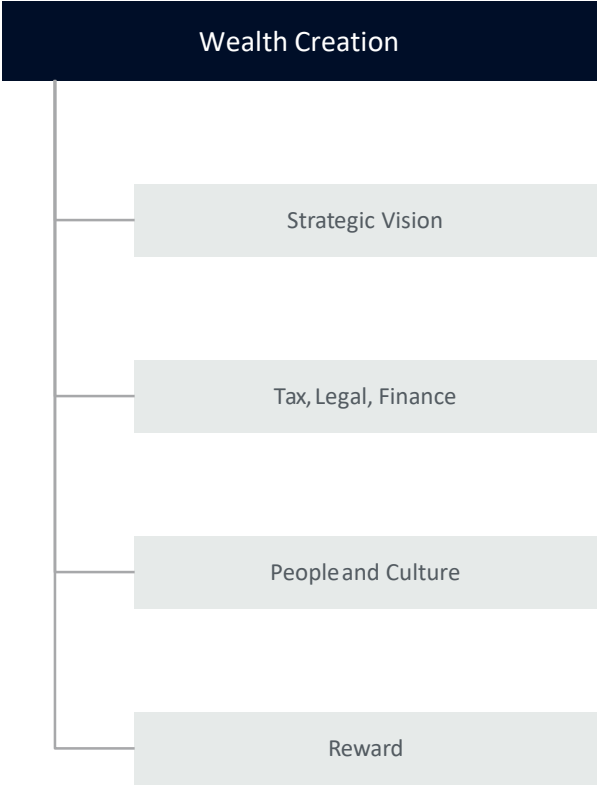 Wealth Creation
Strategic Vision
Tax, Legal, Finance
People and Culture
Reward